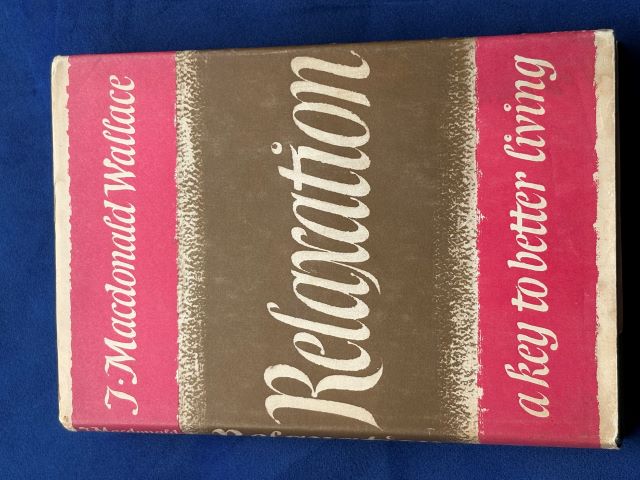 J·Macdonald Wallace
Relaxation
a key to better living